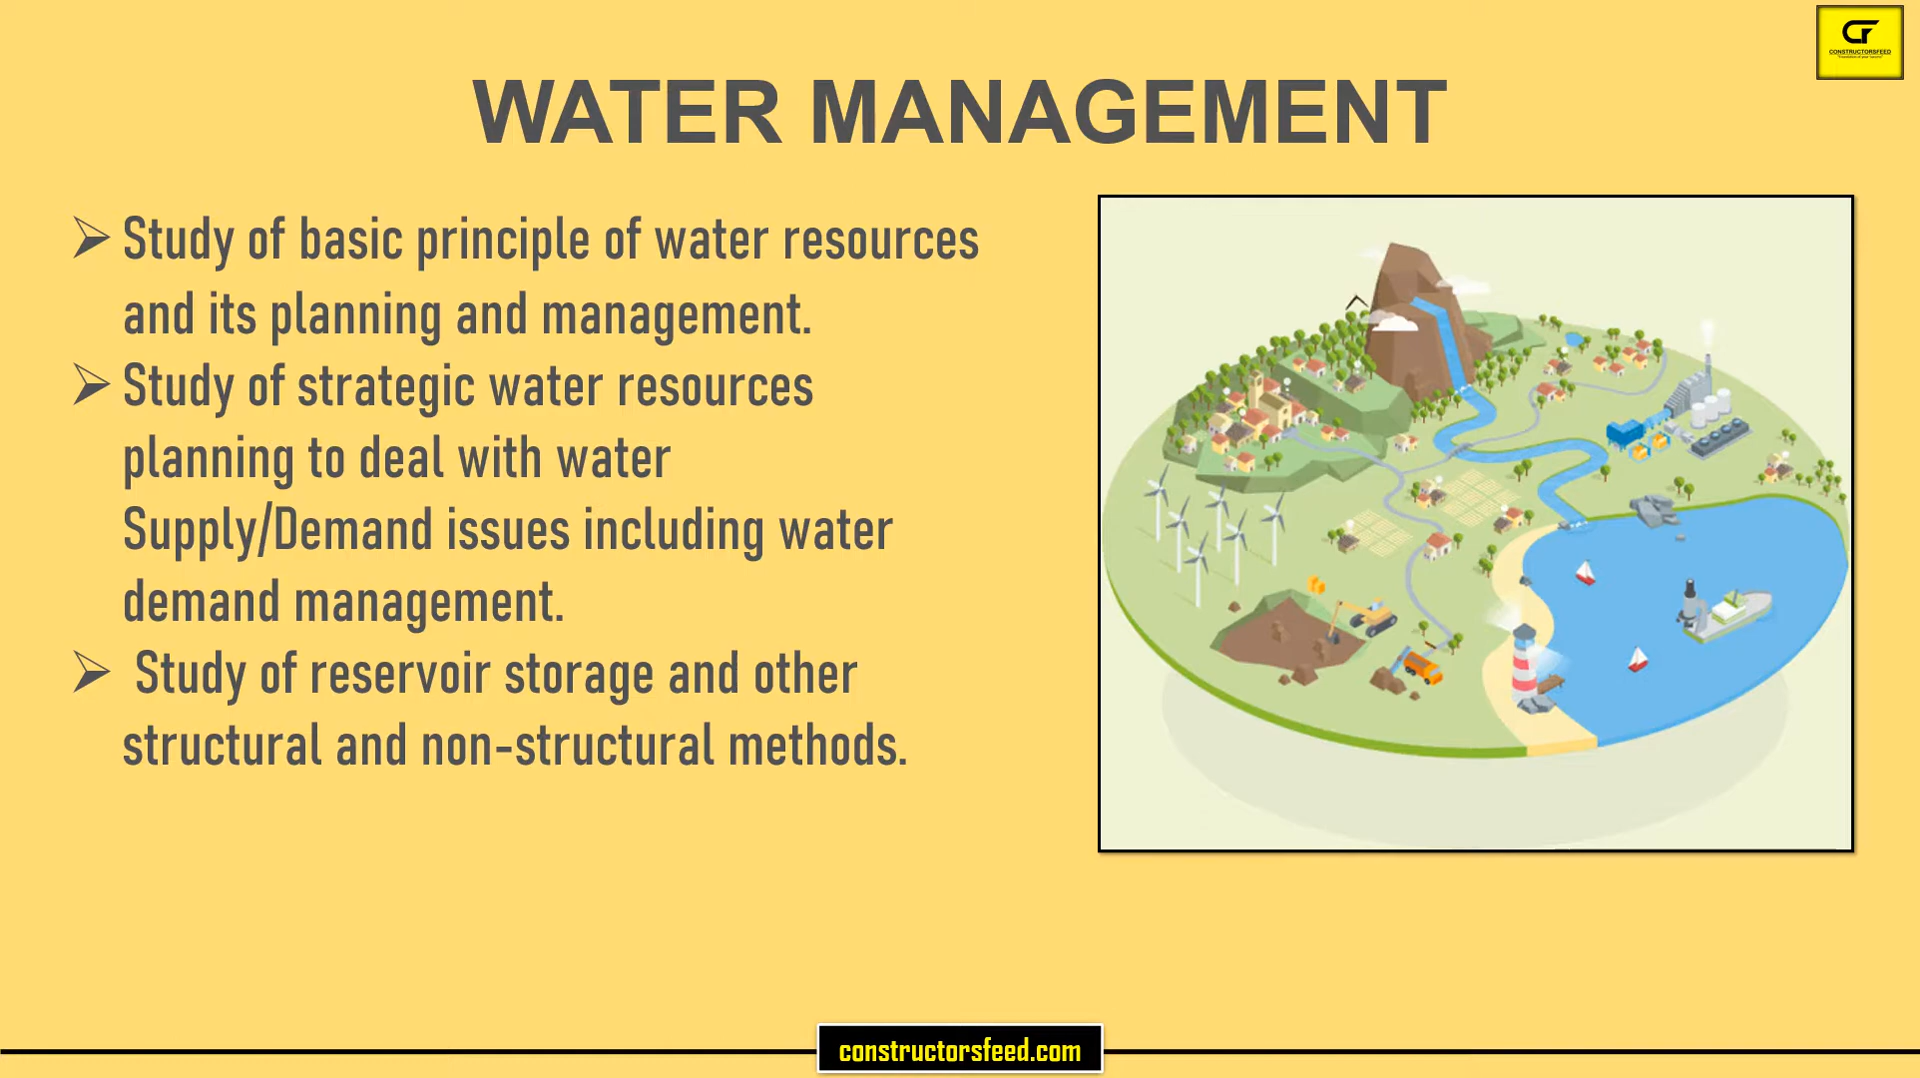 CONSTRUCTORSFEED
WATER MANAGEMENT
➢ Study of basic principle of water resources
and its planning and management.
➢ Study of strategic water resources
planning to deal with water
Supply/Demand issues including water
demand management.
➢ Study of reservoir storage and other
structural and non-structural methods.
constructorsfeed.com